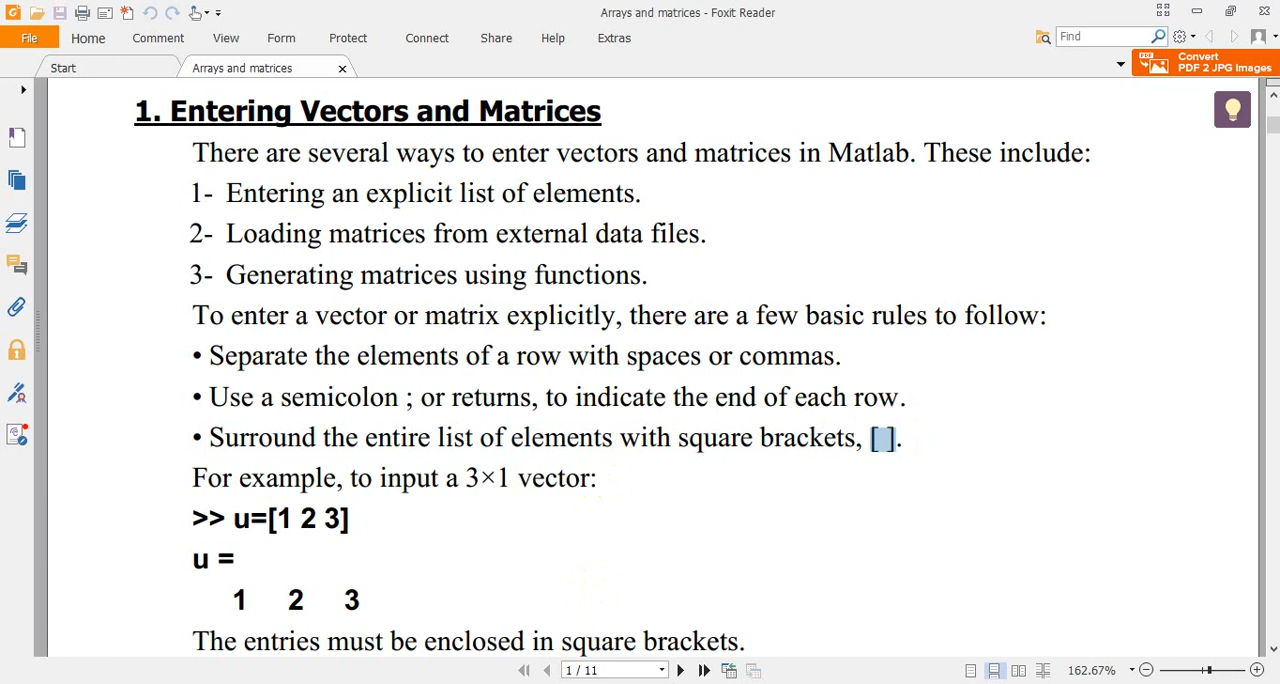 Arrays and matrices - Foxit Reader
File Home Comment View Form Protect Connect Share Help Extras Find
Start Arrays and matrices Convert
PDF 2 JPG Images
1. Entering Vectors and Matrices
There are several ways to enter vectors and matrices in Matlab. These include:
1- Entering an explicit list of elements.
2- Loading matrices from external data files.
3- Generating matrices using functions.
To enter a vector or matrix explicitly, there are a few basic rules to follow:
• Separate the elements of a row with spaces or commas.
• Use a semicolon ; or returns, to indicate the end of each row.
• Surround the entire list of elements with square brackets, [ ].
For example, to input a 3×1 vector:
>> u=[1 2 3]
u =
1 2 3
The entries must be enclosed in square brackets.
1 / 11 162.67%